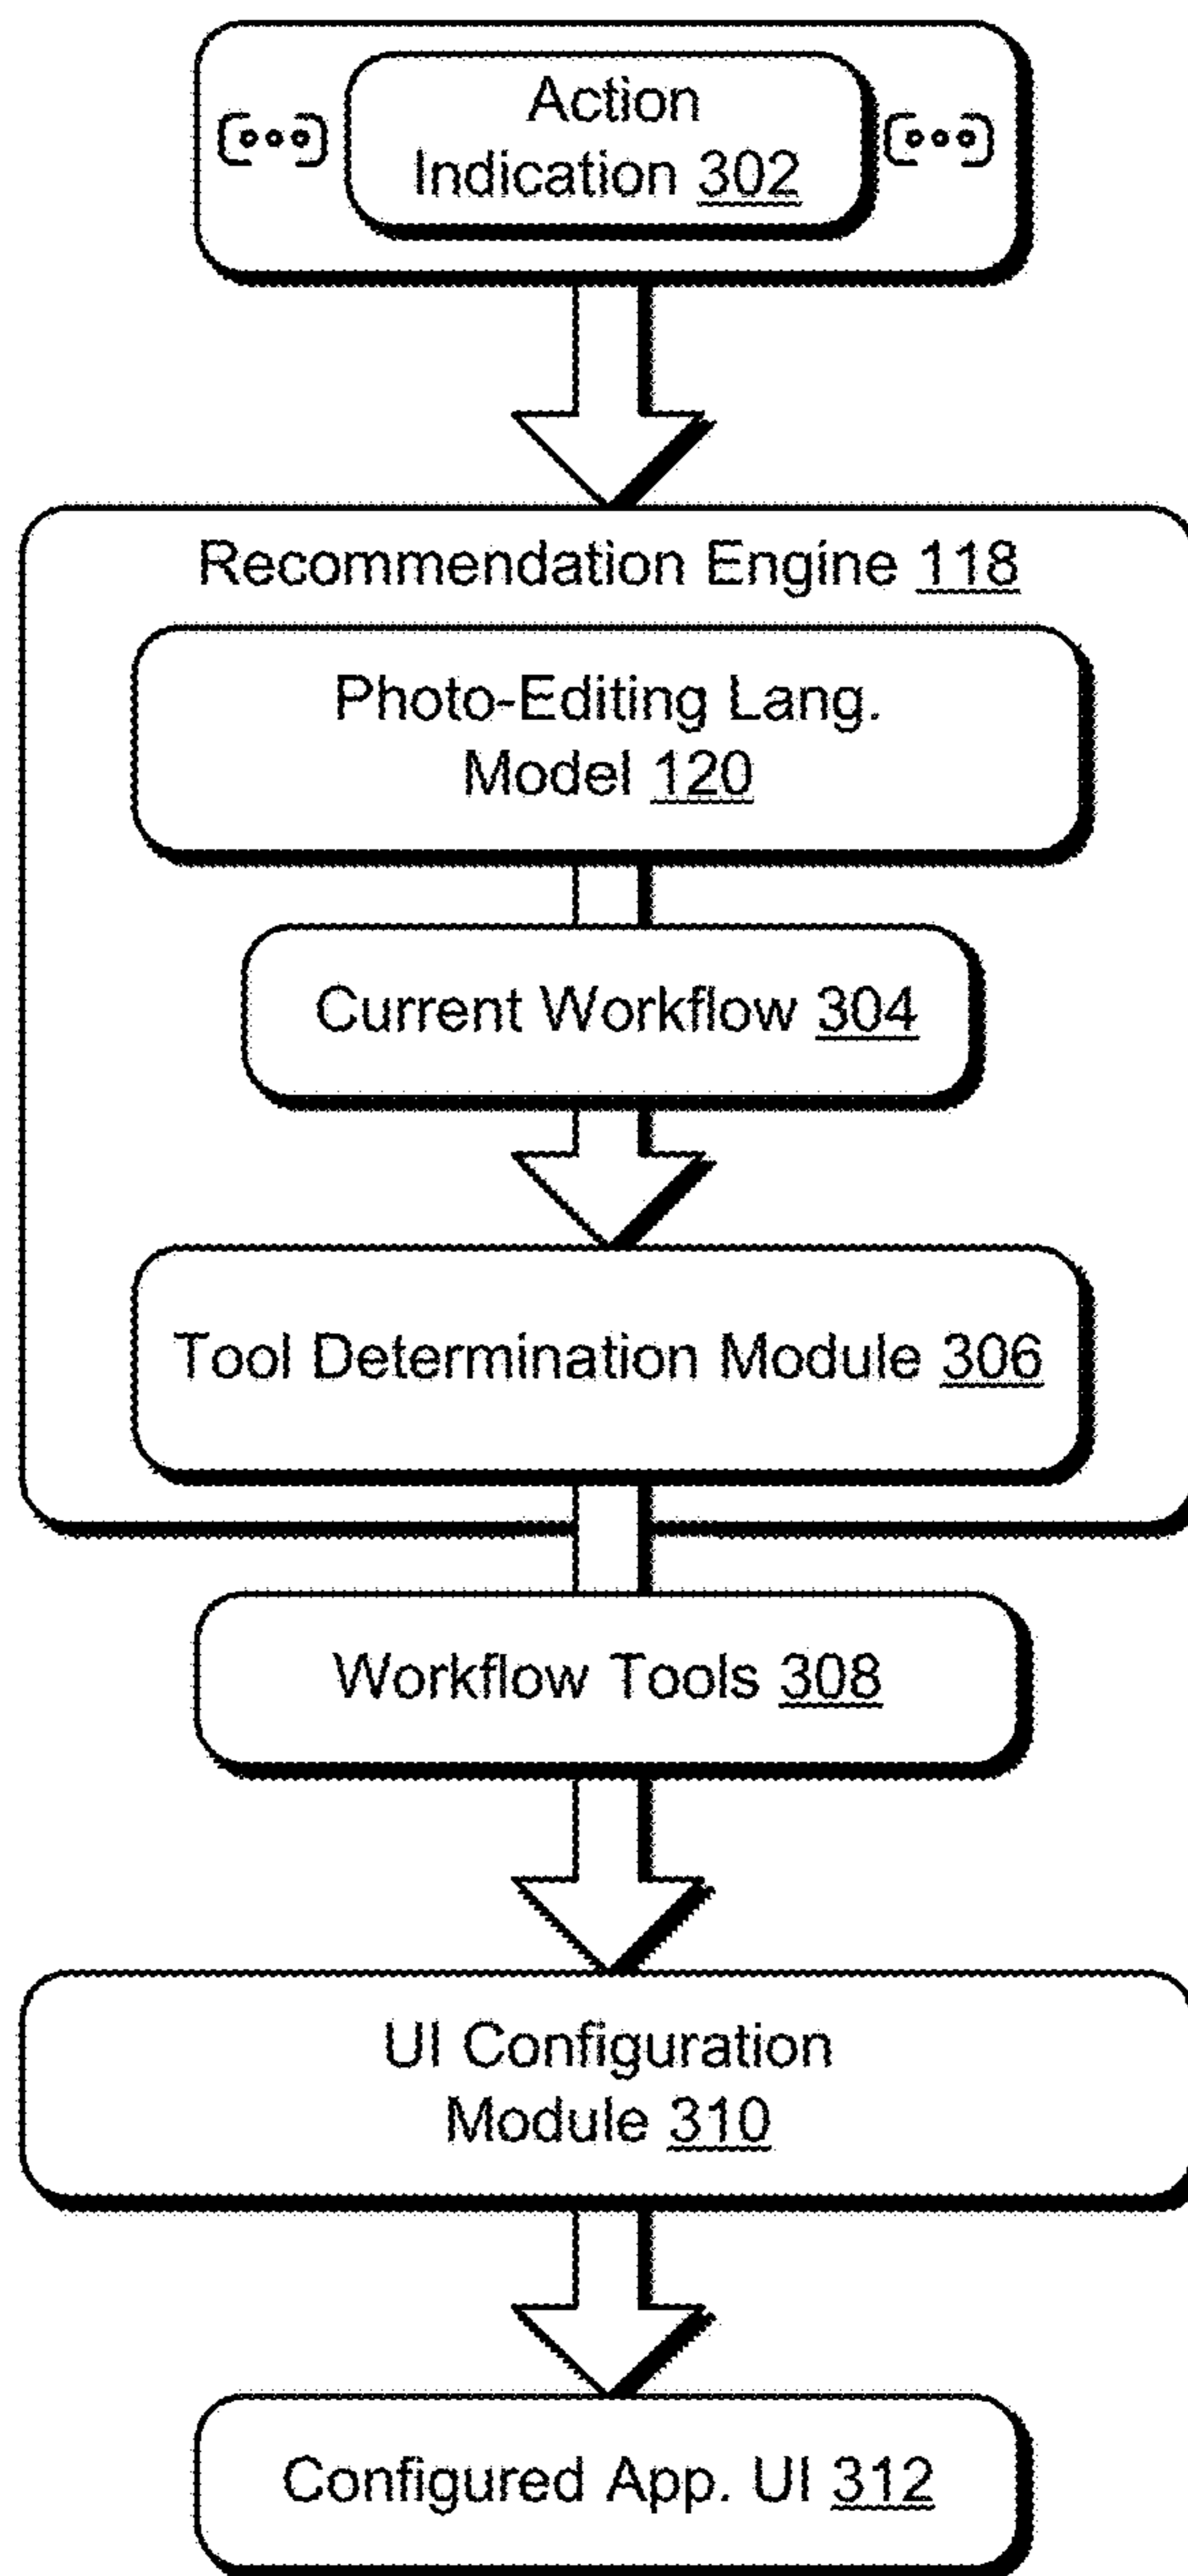 Action
Indication 302
Recommendation Engine 118
Photo-Editing Lang.
Model 120
Current Workflow 304
Tool Determination Module 306
Workflow Tools 308
UI Configuration
Module 310
Configured App. UI 312